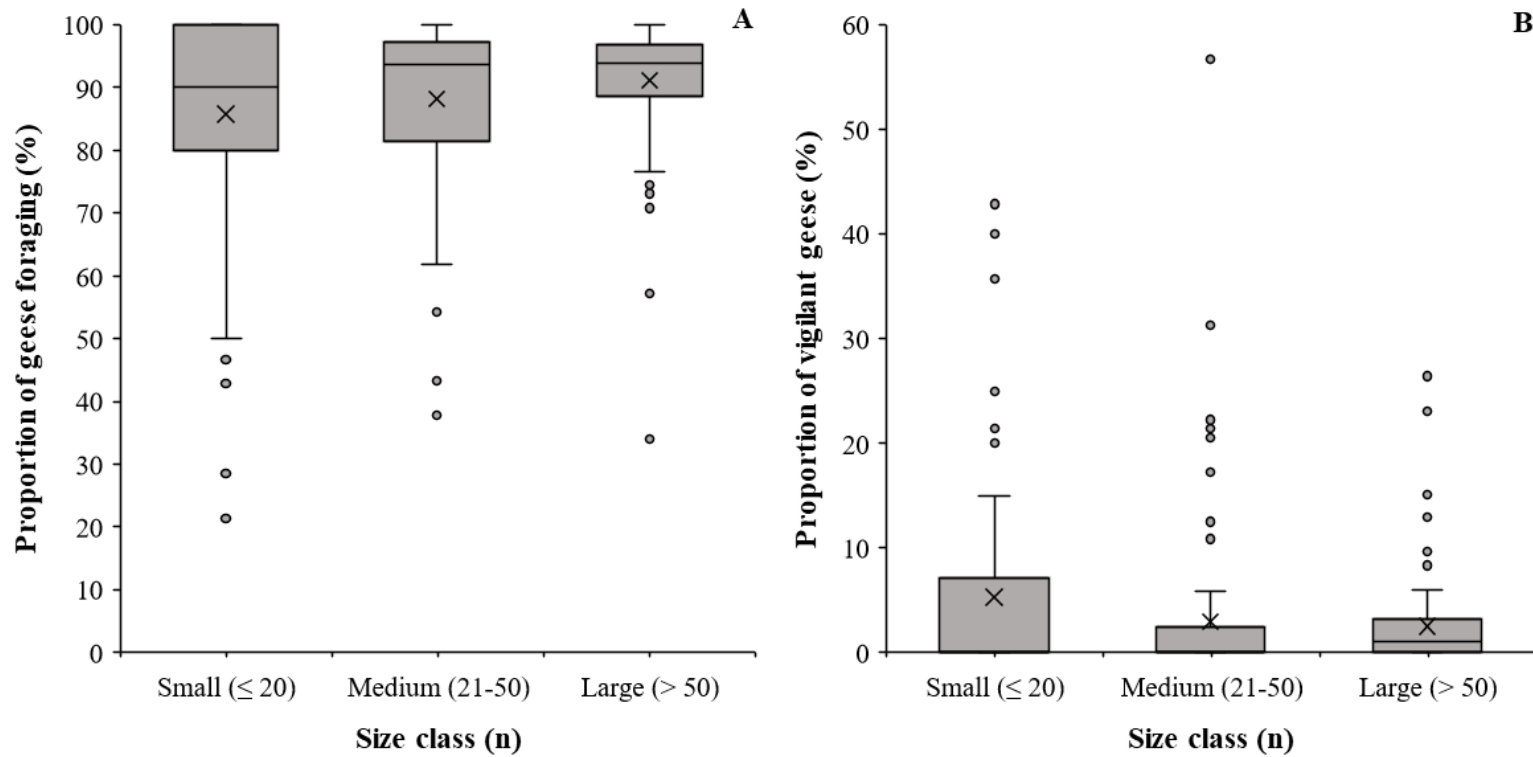 A
Proportion of geese foraging (%)
100
90
80
70
60
50
40
30
20
10
0
Small (≤ 20) Medium (21-50) Large (> 50)
Size class (n)
B
Proportion of vigilant geese (%)
60
50
40
30
20
10
0
Small (≤ 20) Medium (21-50) Large (> 50)
Size class (n)